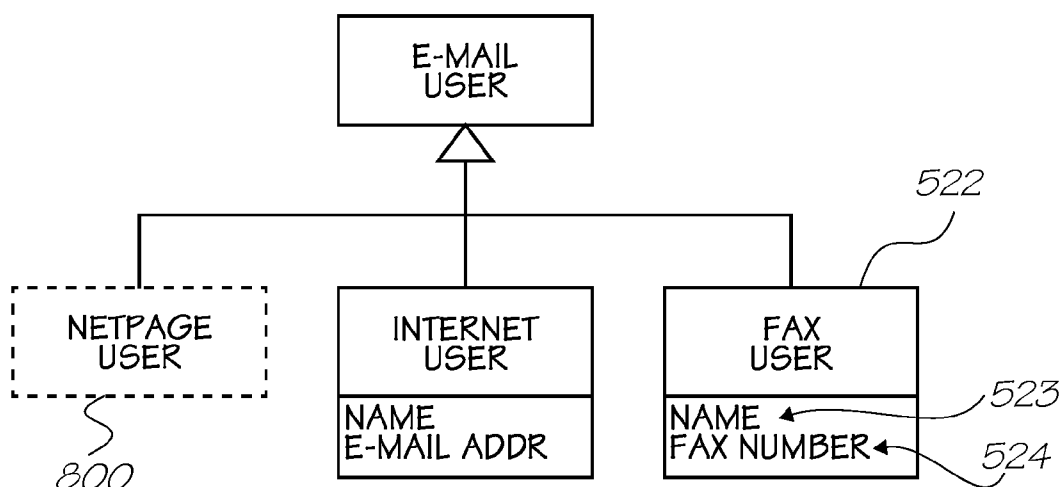 E-MAIL
USER
522
NETPAGE
USER
INTERNET
USER
FAX
USER
NAME
E-MAIL ADDR
NAME
FAX NUMBER
523
524
800